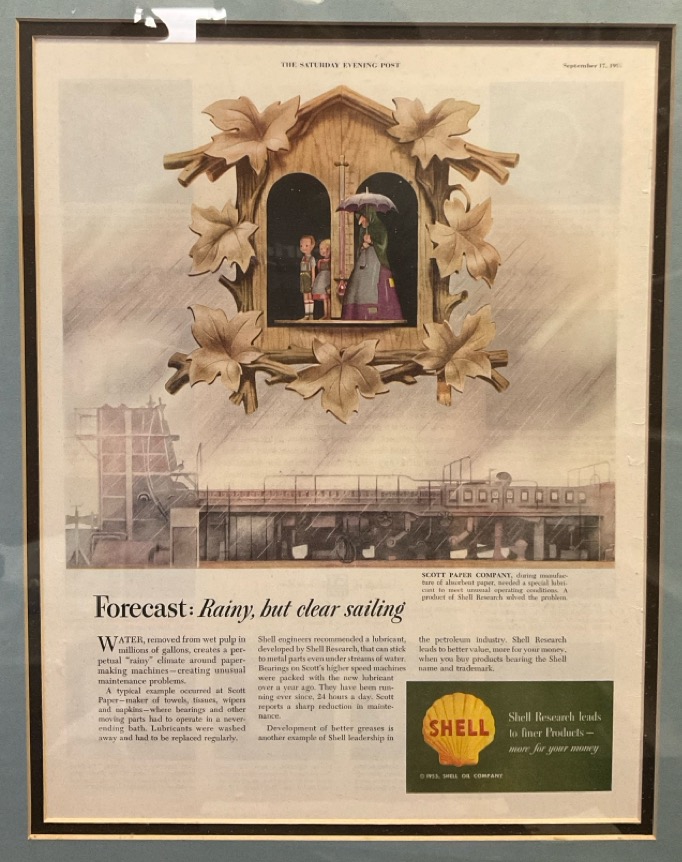 THE SATURDAY EVENING POST
September 17, 1955
SCOTT PAPER COMPANY, during manufac-
ture of absorbent paper, needed a special lubri-
cant to meet unusual operating conditions. A
product of Shell Research solved the problem.
Forecast: Rainy, but clear sailing
WATER, removed from wet pulp in
millions of gallons, creates a per-
petual "rainy" climate around paper-
making machines—creating unusual
maintenance problems.
A typical example occurred at Scott
Paper—maker of towels, tissues, wipers
and napkins—where bearings and other
moving parts had to operate in a never-
ending bath. Lubricants were washed
away and had to be replaced regularly.
Shell engineers recommended a lubricant,
developed by Shell Research, that can stick
to metal parts even under streams of water.
Bearings on Scott's higher speed machines
were packed with the new lubricant
over a year ago. They have been run-
ning ever since, 24 hours a day. Scott
reports a sharp reduction in mainte-
nance.
Development of better greases is
another example of Shell leadership in
the petroleum industry. Shell Research
leads to better value, more for your money,
when you buy products bearing the Shell
name and trademark.
SHELL
Shell Research leads
to finer Products—
more for your money
© 1955, SHELL OIL COMPANY